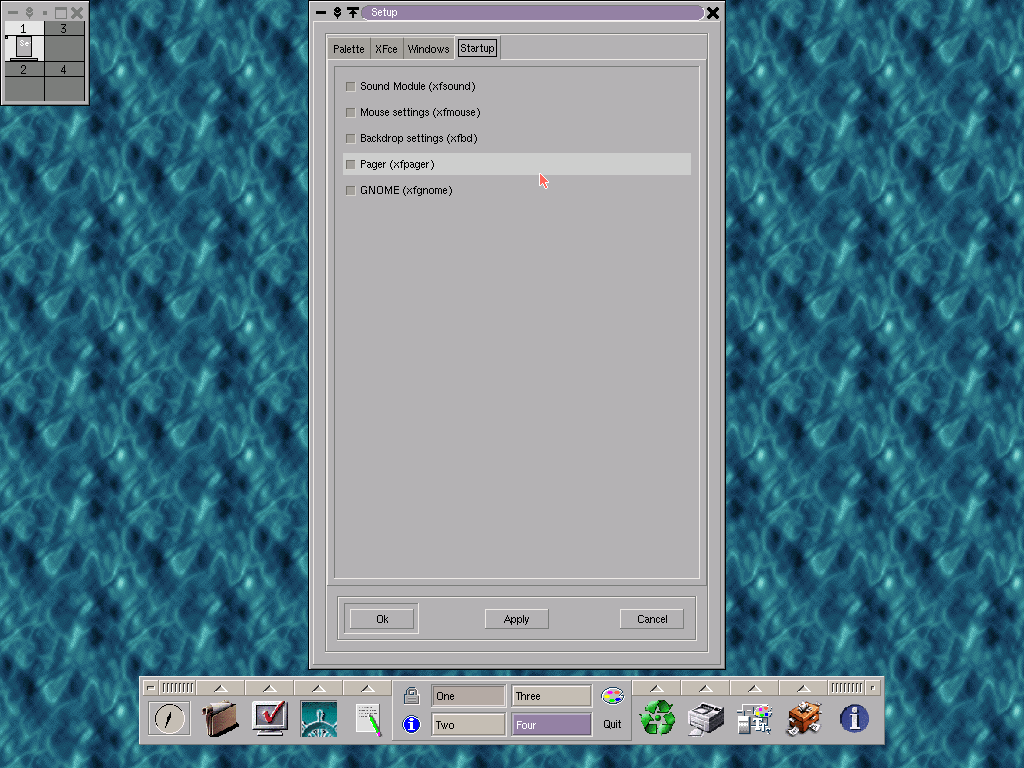 1 3
Se
2 4
Setup
Palette XFce Windows Startup
Sound Module (xfsound)
Mouse settings (xfmouse)
Backdrop settings (xfbd)
Pager (xfpager)
GNOME (xfgnome)
Ok Apply Cancel
One Three
Two Four Quit